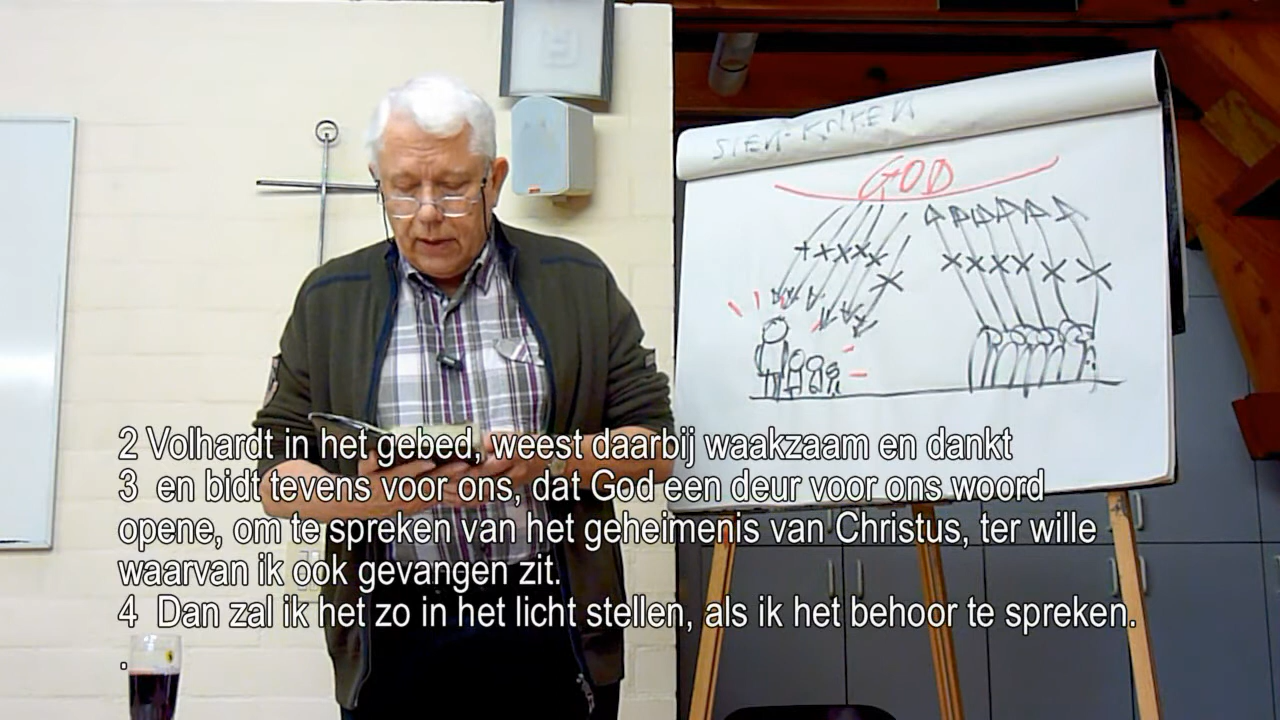 GOD
2 Volhardt in het gebed, weest daarbij waakzaam en dankt
3 en bidt tevens voor ons, dat God een deur voor ons woord
opene, om te spreken van het geheimenis van Christus, ter wille
waarvan ik ook gevangen zit.
4 Dan zal ik het zo in het licht stellen, als ik het behoor te spreken.
.